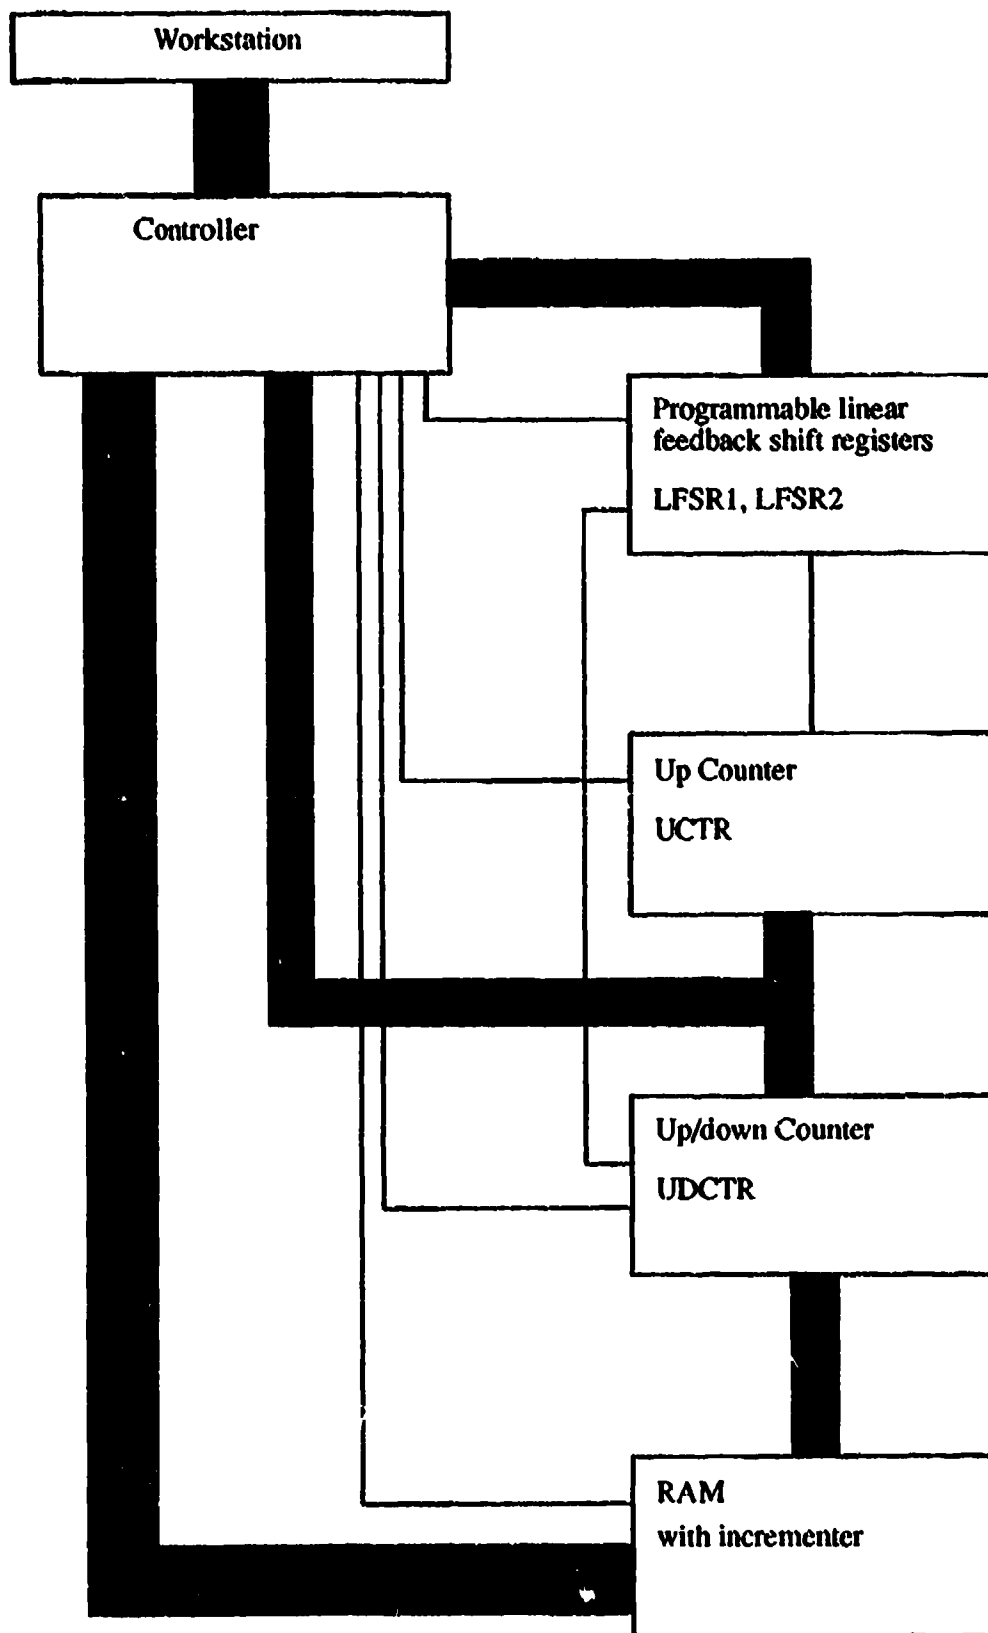 Workstation
Controller
Programmable linear
feedback shift registers
LFSR1, LFSR2
Up Counter
UCTR
Up/down Counter
UDCTR
RAM
with incrementer